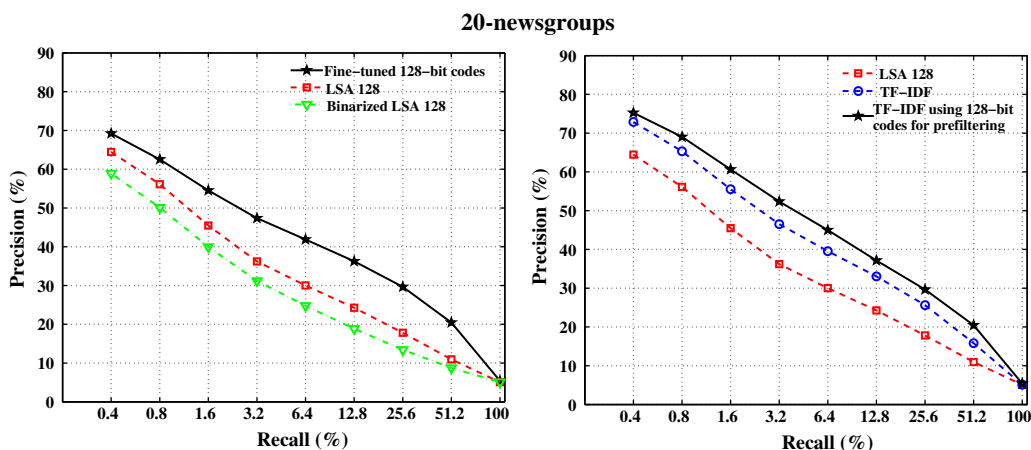 20-newsgroups
90
80
70
60
50
40
30
20
10
0
Precision (%)
Fine-tuned 128-bit codes
LSA 128
Binarized LSA 128
0.4 0.8 1.6 3.2 6.4 12.8 25.6 51.2 100
Recall (%)
90
80
70
60
50
40
30
20
10
0
Precision (%)
LSA 128
TF-IDF
TF-IDF using 128-bit
codes for prefiltering
0.4 0.8 1.6 3.2 6.4 12.8 25.6 51.2 100
Recall (%)